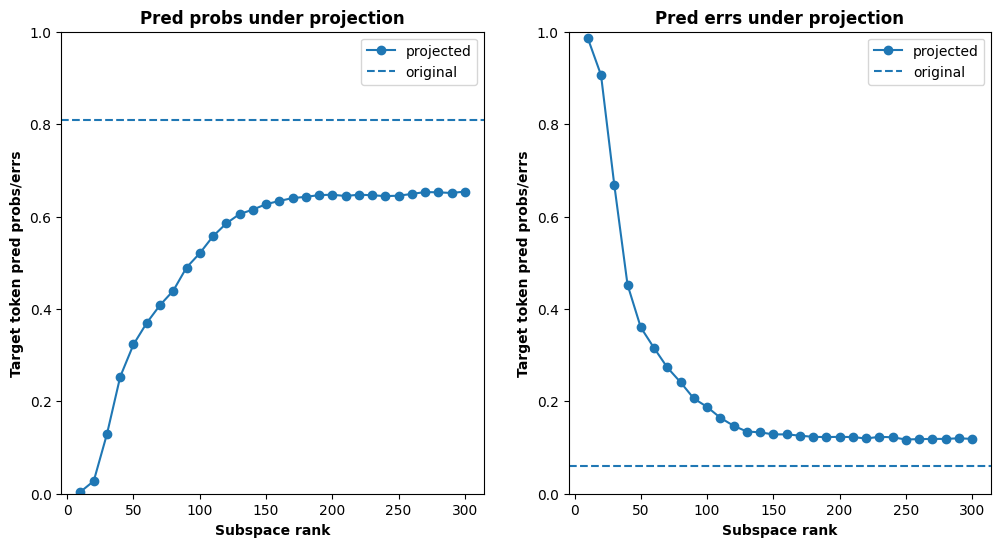 Pred probs under projection
projected
original
1.0
0.8
0.6
0.4
0.2
0.0
Target token pred probs/errs
0
50
100
150
200
250
300
Subspace rank
Pred errs under projection
projected
original
1.0
0.8
0.6
0.4
0.2
0.0
Target token pred probs/errs
0
50
100
150
200
250
300
Subspace rank